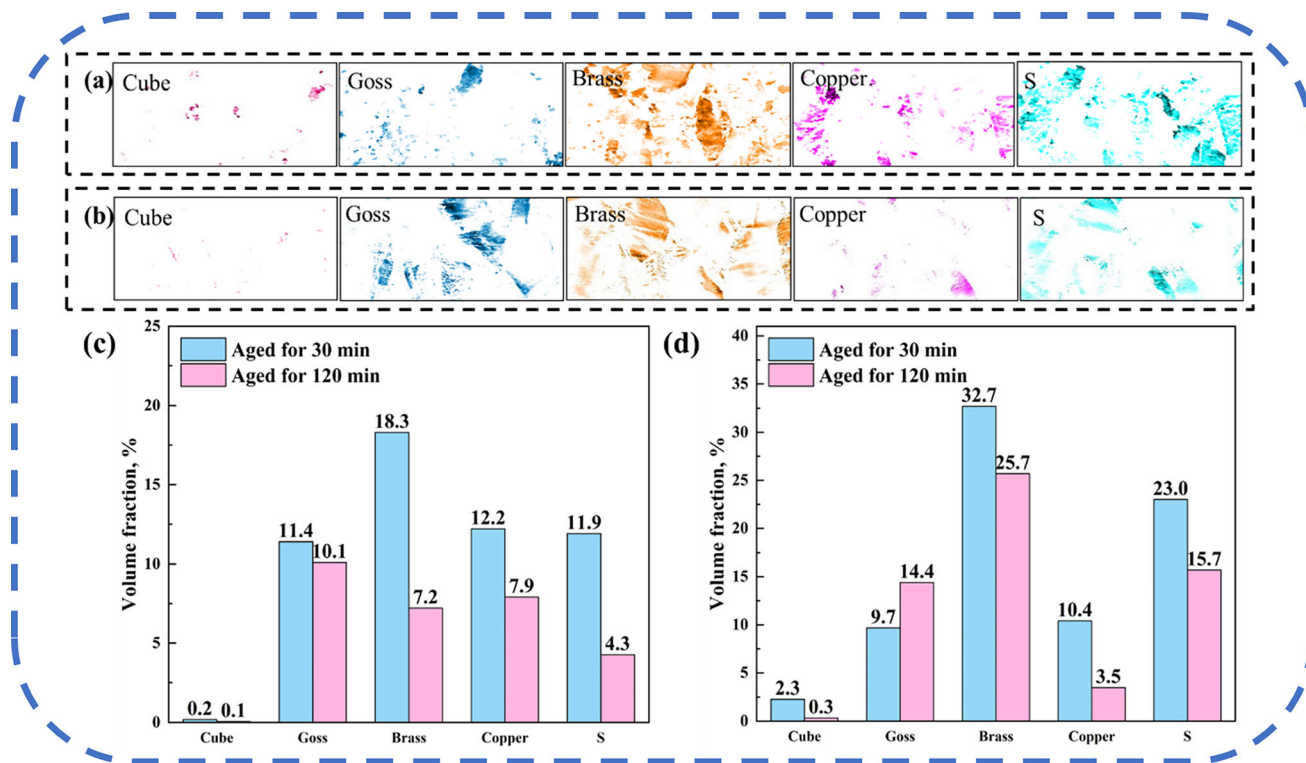 (a) Cube Goss Brass Copper S
(b) Cube Goss Brass Copper S
(c)
Aged for 30 min
Aged for 120 min
Volume fraction, %
25
20
15
10
5
0
0.2 0.1
11.4 10.1
18.3 7.2
12.2 7.9
11.9 4.3
Cube Goss Brass Copper S
(d)
Aged for 30 min
Aged for 120 min
Volume fraction, %
40
35
30
25
20
15
10
5
0
2.3 0.3
9.7 14.4
32.7 25.7
10.4 3.5
23.0 15.7
Cube Goss Brass Copper S